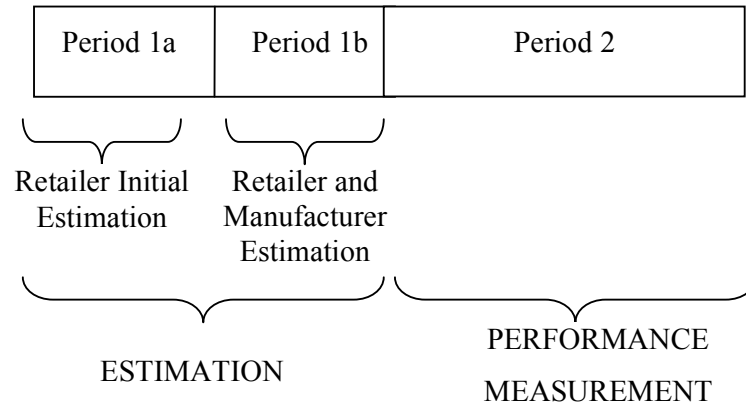 Period 1a
Period 1b
Period 2
Retailer Initial
Estimation
Retailer and
Manufacturer
Estimation
ESTIMATION
PERFORMANCE
MEASUREMENT